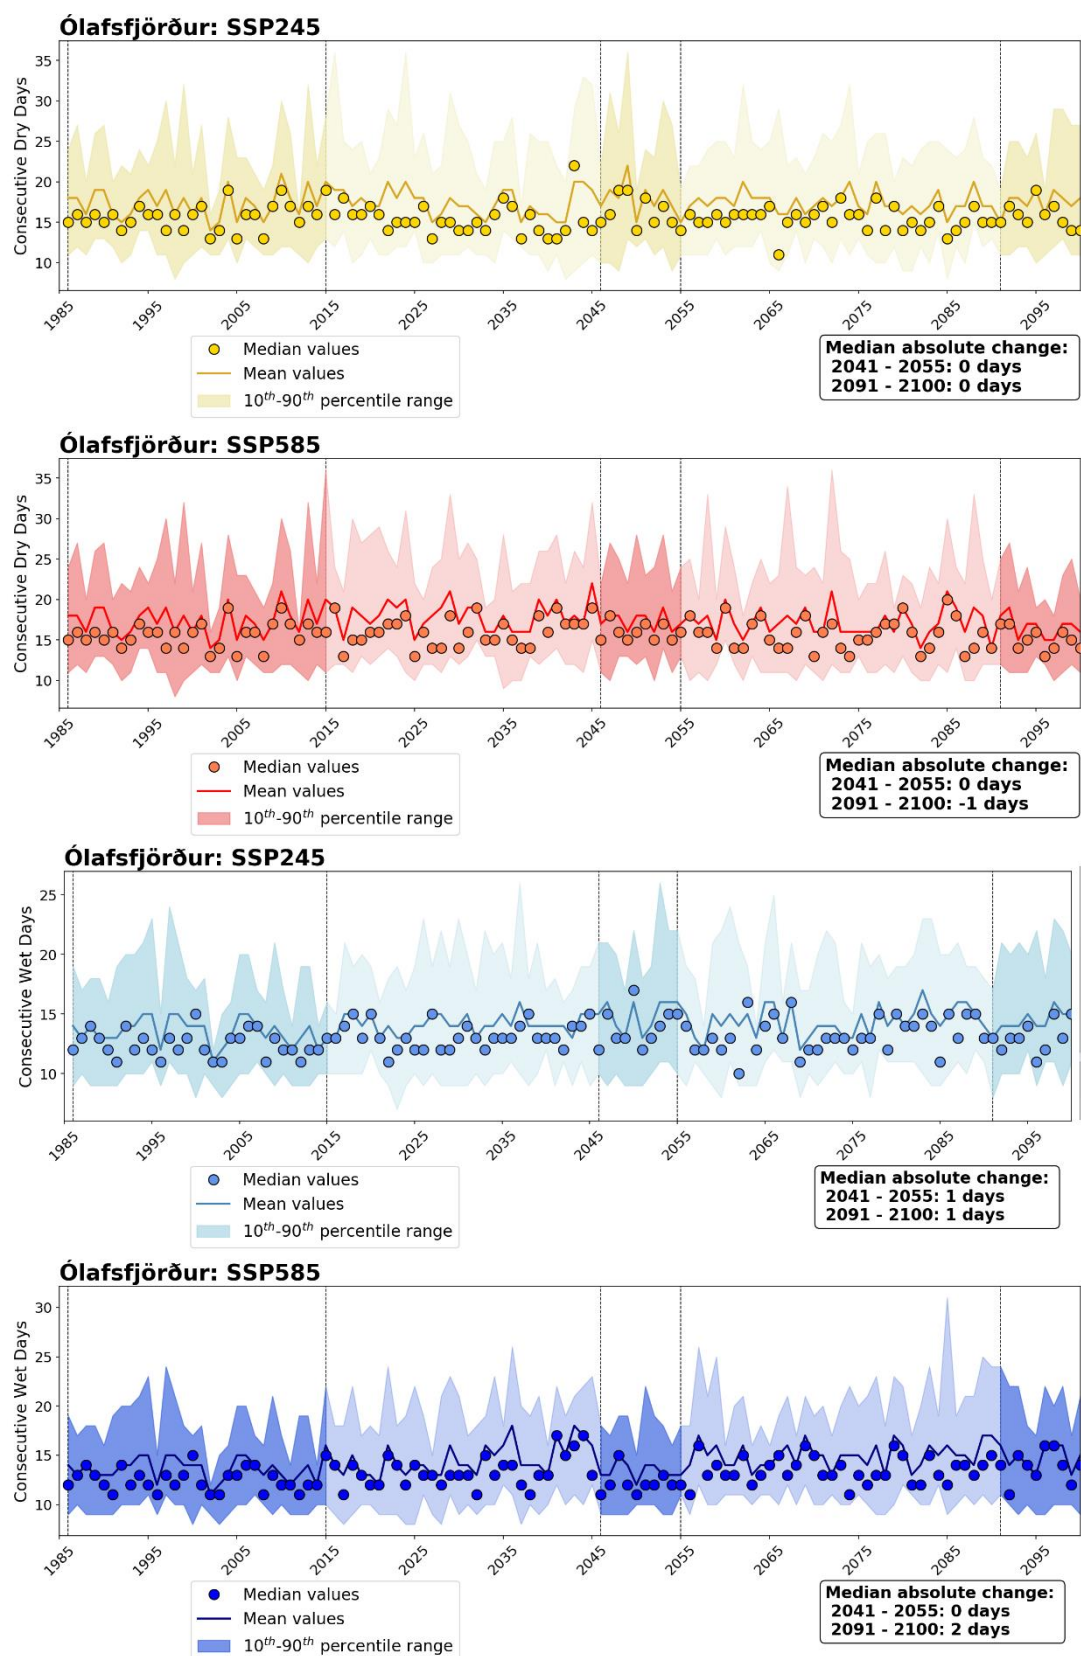 Ólafsfjörður: SSP245
Consecutive Dry Days
35
30
25
20
15
10
1985 1995 2005 2015 2025 2035 2045 2055 2065 2075 2085 2095
Median values
Mean values
10th-90th percentile range
Median absolute change:
2041 - 2055: 0 days
2091 - 2100: 0 days
Ólafsfjörður: SSP585
Consecutive Dry Days
35
30
25
20
15
10
1985 1995 2005 2015 2025 2035 2045 2055 2065 2075 2085 2095
Median values
Mean values
10th-90th percentile range
Median absolute change:
2041 - 2055: 0 days
2091 - 2100: -1 days
Ólafsfjörður: SSP245
Consecutive Wet Days
25
20
15
10
1985 1995 2005 2015 2025 2035 2045 2055 2065 2075 2085 2095
Median values
Mean values
10th-90th percentile range
Median absolute change:
2041 - 2055: 1 days
2091 - 2100: 1 days
Ólafsfjörður: SSP585
Consecutive Wet Days
30
25
20
15
10
1985 1995 2005 2015 2025 2035 2045 2055 2065 2075 2085 2095
Median values
Mean values
10th-90th percentile range
Median absolute change:
2041 - 2055: 0 days
2091 - 2100: 2 days